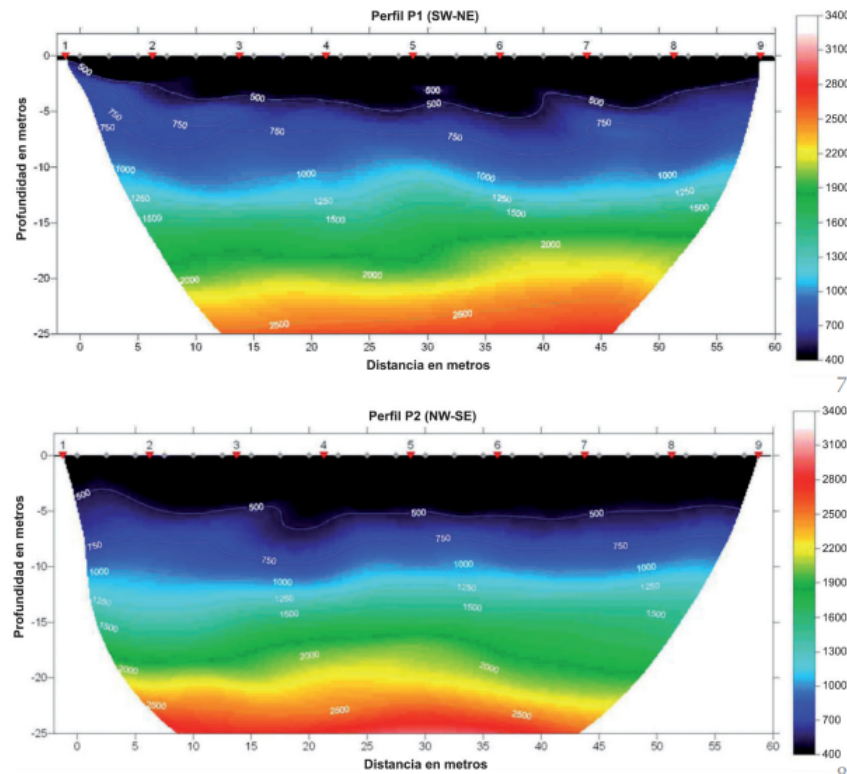 Perfil P1 (SW-NE)
1 2 3 4 5 6 7 8 9
0
-5
-10
-15
-20
-25
Profundidad en metros
500 500 500 500 500
750 750 750 750 750
1000 1000 1000 1000
1250 1250 1250
1500 1500 1500 1500
2000 2000 2000
2500 2500
0 5 10 15 20 25 30 35 40 45 50 55 60
Distancia en metros
3400
3100
2800
2500
2200
1900
1600
1300
1000
700
400
7
Perfil P2 (NW-SE)
1 2 3 4 5 6 7 8 9
0
-5
-10
-15
-20
-25
Profundidad en metros
500 500 500 500
750 750 750 750
1000 1000 1000 1000
1250 1250 1250 1250
1500 1500 1500 1500
2000 2000 2000
2500 2500
0 5 10 15 20 25 30 35 40 45 50 55 60
Distancia en metros
3400
3100
2800
2500
2200
1900
1600
1300
1000
700
400